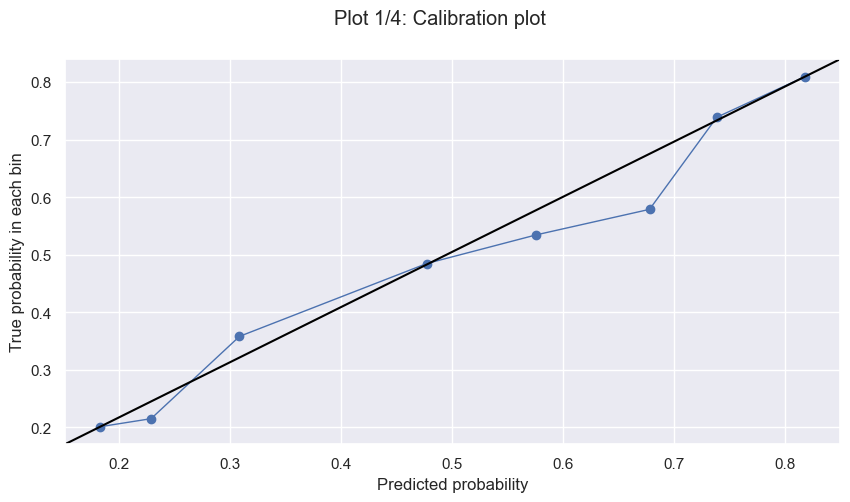 Plot 1/4: Calibration plot
True probability in each bin
0.8
0.7
0.6
0.5
0.4
0.3
0.2
0.2 0.3 0.4 0.5 0.6 0.7 0.8
Predicted probability